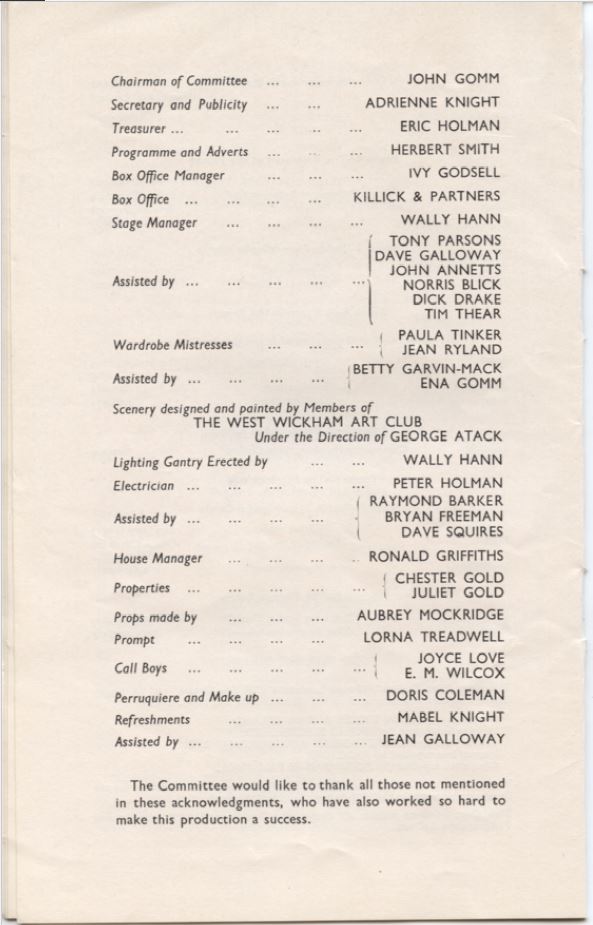 Chairman of Committee ... ... ... JOHN GOMM
Secretary and Publicity ... ... ADRIENNE KNIGHT
Treasurer ... ... ... ... ... ERIC HOLMAN
Programme and Adverts ... ... ... HERBERT SMITH
Box Office Manager ... ... ... IVY GODSELL
Box Office ... ... ... ... KILLICK & PARTNERS
Stage Manager ... ... ... ... WALLY HANN
TONY PARSONS
DAVE GALLOWAY
JOHN ANNETTS
Assisted by ... ... ... ... ... NORRIS BLICK
DICK DRAKE
TIM THEAR
Wardrobe Mistresses ... ... ... PAULA TINKER
JEAN RYLAND
Assisted by ... ... ... ... BETTY GARVIN-MACK
ENA GOMM
Scenery designed and painted by Members of
THE WEST WICKHAM ART CLUB
Under the Direction of GEORGE ATACK
Lighting Gantry Erected by ... ... WALLY HANN
Electrician ... ... ... ... ... PETER HOLMAN
RAYMOND BARKER
Assisted by ... ... ... ... BRYAN FREEMAN
DAVE SQUIRES
House Manager ... ... ... .. RONALD GRIFFITHS
Properties ... ... ... ... ... CHESTER GOLD
JULIET GOLD
Props made by ... ... ... AUBREY MOCKRIDGE
Prompt ... ... ... ... LORNA TREADWELL
Call Boys ... ... ... ... ... JOYCE LOVE
E. M. WILCOX
Perruquiere and Make up ... ... ... DORIS COLEMAN
Refreshments ... ... ... ... MABEL KNIGHT
Assisted by ... ... ... ... ... JEAN GALLOWAY
The Committee would like to thank all those not mentioned
in these acknowledgments, who have also worked so hard to
make this production a success.